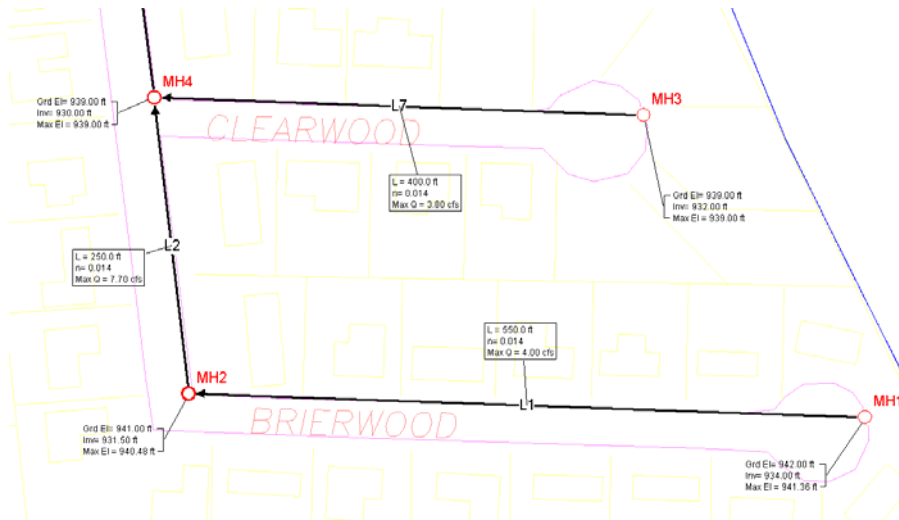 MH4
Grd El= 939.00 ft
Inv= 930.00 ft
Max El = 939.00 ft
L7
MH3
CLEARWOOD
L = 400.0 ft
n= 0.014
Max Q = 3.80 cfs
Grd El= 939.00 ft
Inv= 932.00 ft
Max El = 939.00 ft
L2
L = 250.0 ft
n= 0.014
Max Q = 7.70 cfs
L = 550.0 ft
n= 0.014
Max Q = 4.00 cfs
MH2
L1
MH1
BRIERWOOD
Grd El= 941.00 ft
Inv= 931.50 ft
Max El = 940.48 ft
Grd El= 942.00 ft
Inv= 934.00 ft
Max El = 941.36 ft